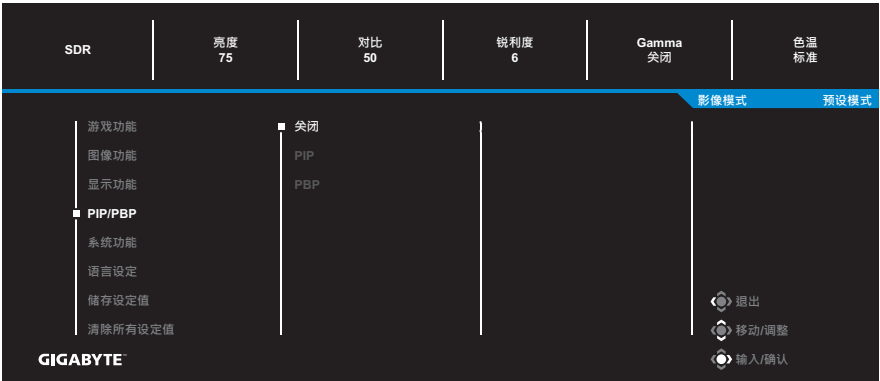 SDR
亮度
75
对比
50
锐利度
6
Gamma
关闭
色温
标准
影像模式 预设模式
游戏功能
图像功能
显示功能
PIP/PBP
系统功能
语言设定
储存设定值
清除所有设定值
关闭
PIP
PBP
退出
移动/调整
输入/确认
GIGABYTE™